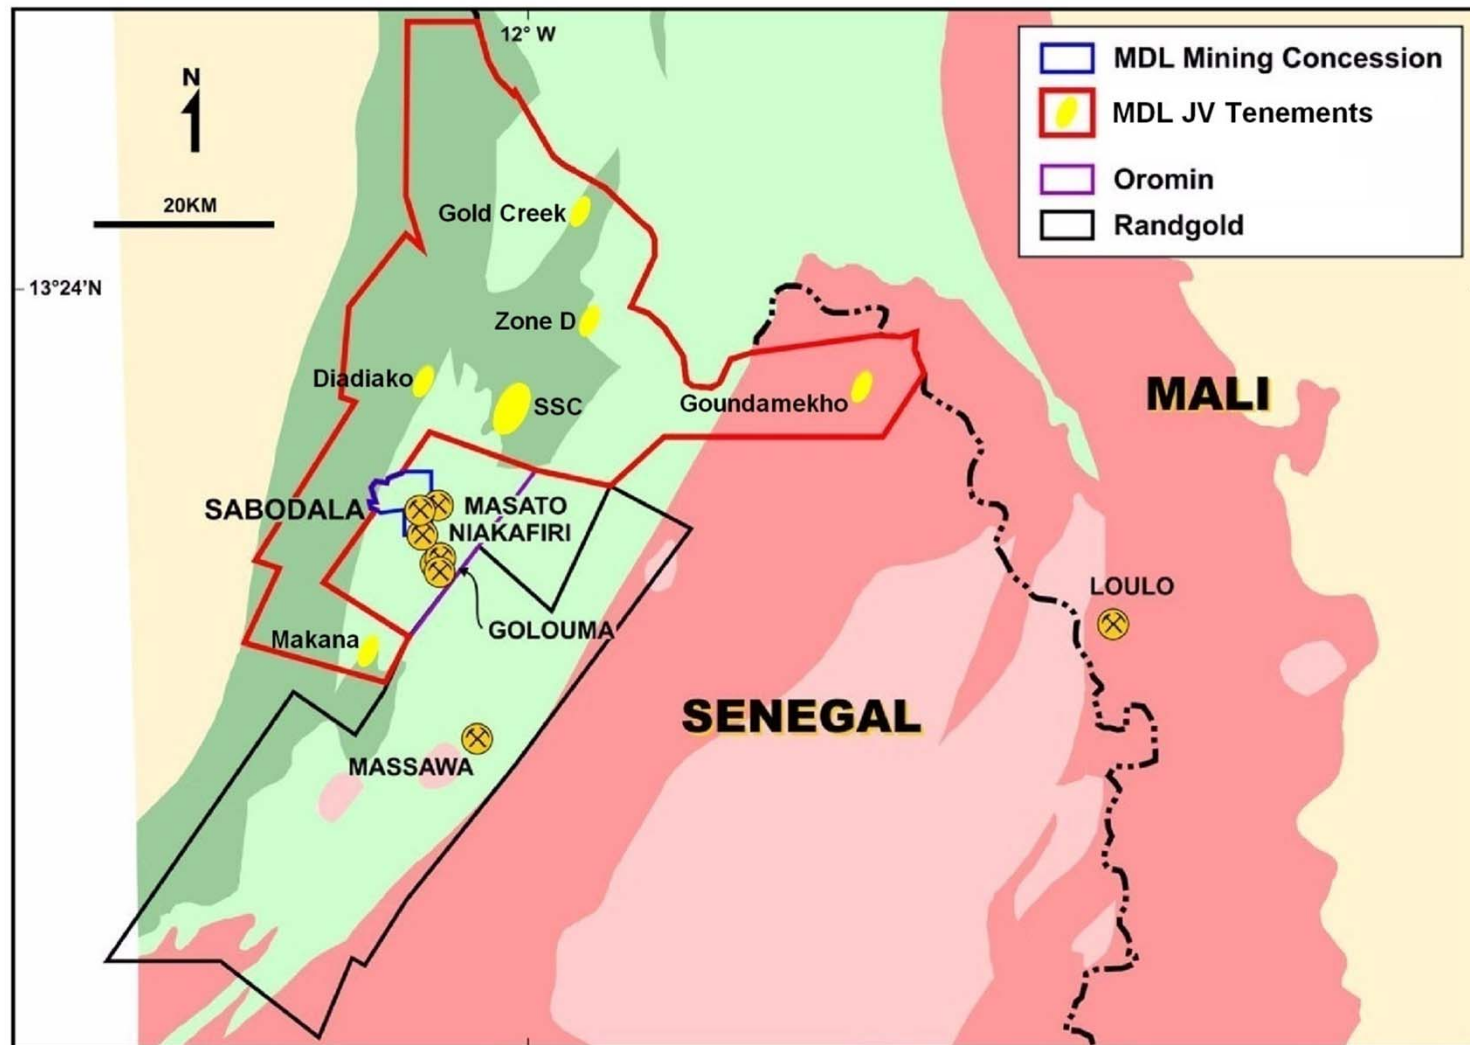 12° W
N
20KM
13°24'N
MDL Mining Concession
MDL JV Tenements
Oromin
Randgold
Gold Creek
Zone D
Diadiako
SSC
Goundamekho
MALI
SABODALA
MASATO
NIAKAFIRI
LOULO
GOLOUMA
Makana
SENEGAL
MASSAWA